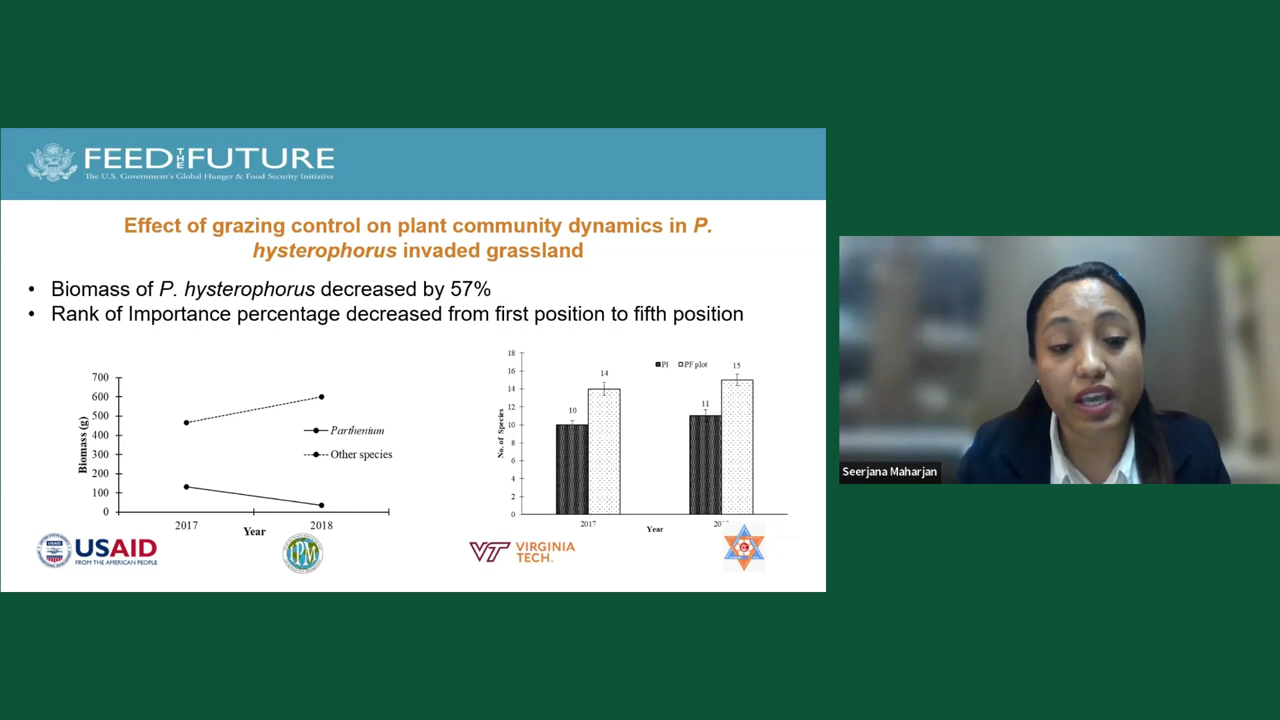 FEED THE FUTURE
The U.S. Government's Global Hunger & Food Security Initiative
Effect of grazing control on plant community dynamics in P.
hysterophorus invaded grassland
• Biomass of P. hysterophorus decreased by 57%
• Rank of Importance percentage decreased from first position to fifth position
700
600
500
400
300
200
100
0
Biomass (g)
Parthenium
Other species
2017
2018
Year
18
16
14
12
10
8
6
4
2
0
No. of Species
PI
PF plot
10
14
11
15
2017
Year
USAID
FROM THE AMERICAN PEOPLE
IPM
VT VIRGINIA
TECH
Seerjana Maharjan